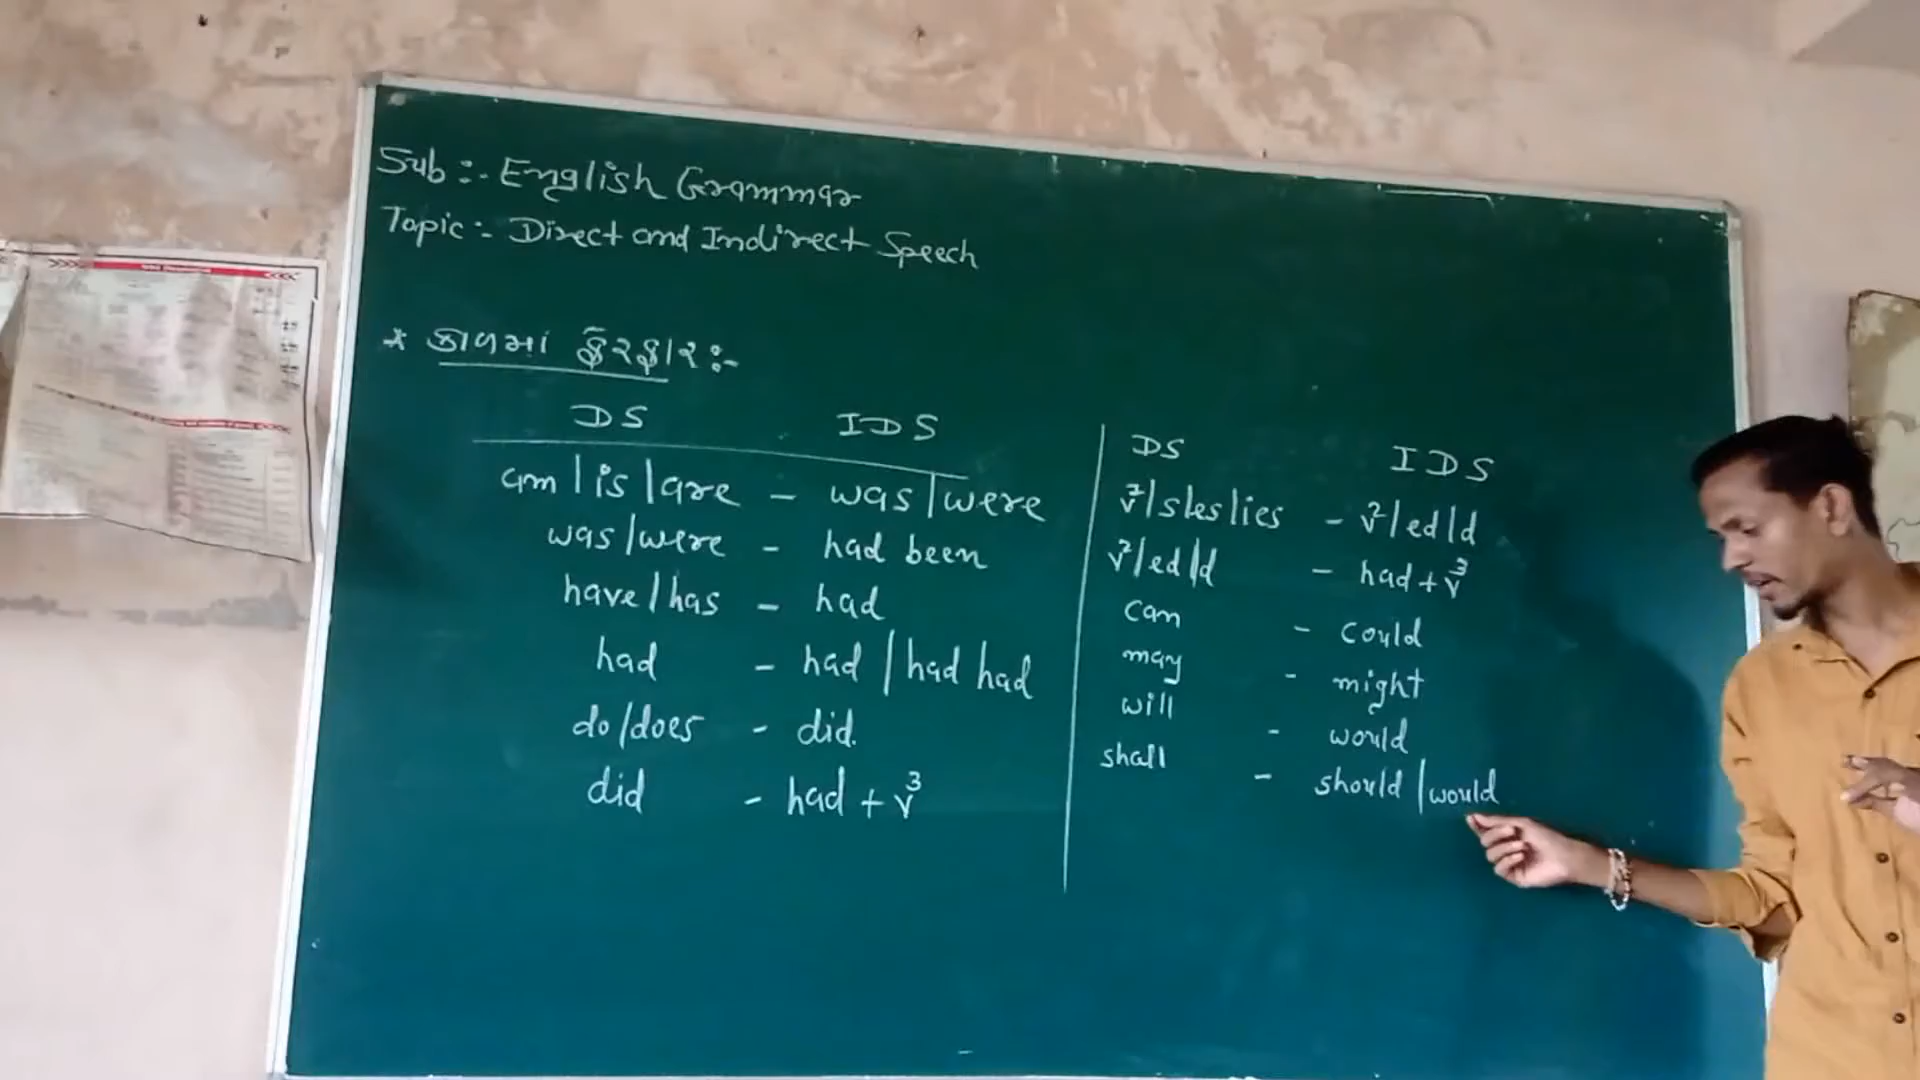 Sub :- English Grammar
Topic :- Direct and Indirect Speech
* કાળમાં ફેરફાર :-
DS IDS
am / is / are - was / were
was / were - had been
have / has - had
had - had / had had
do / does - did.
did - had + v³
DS IDS
v¹ / s / es / ies - v² / ed / d
v² / ed / d - had + v³
can - could
may - might
will - would
shall - should / would